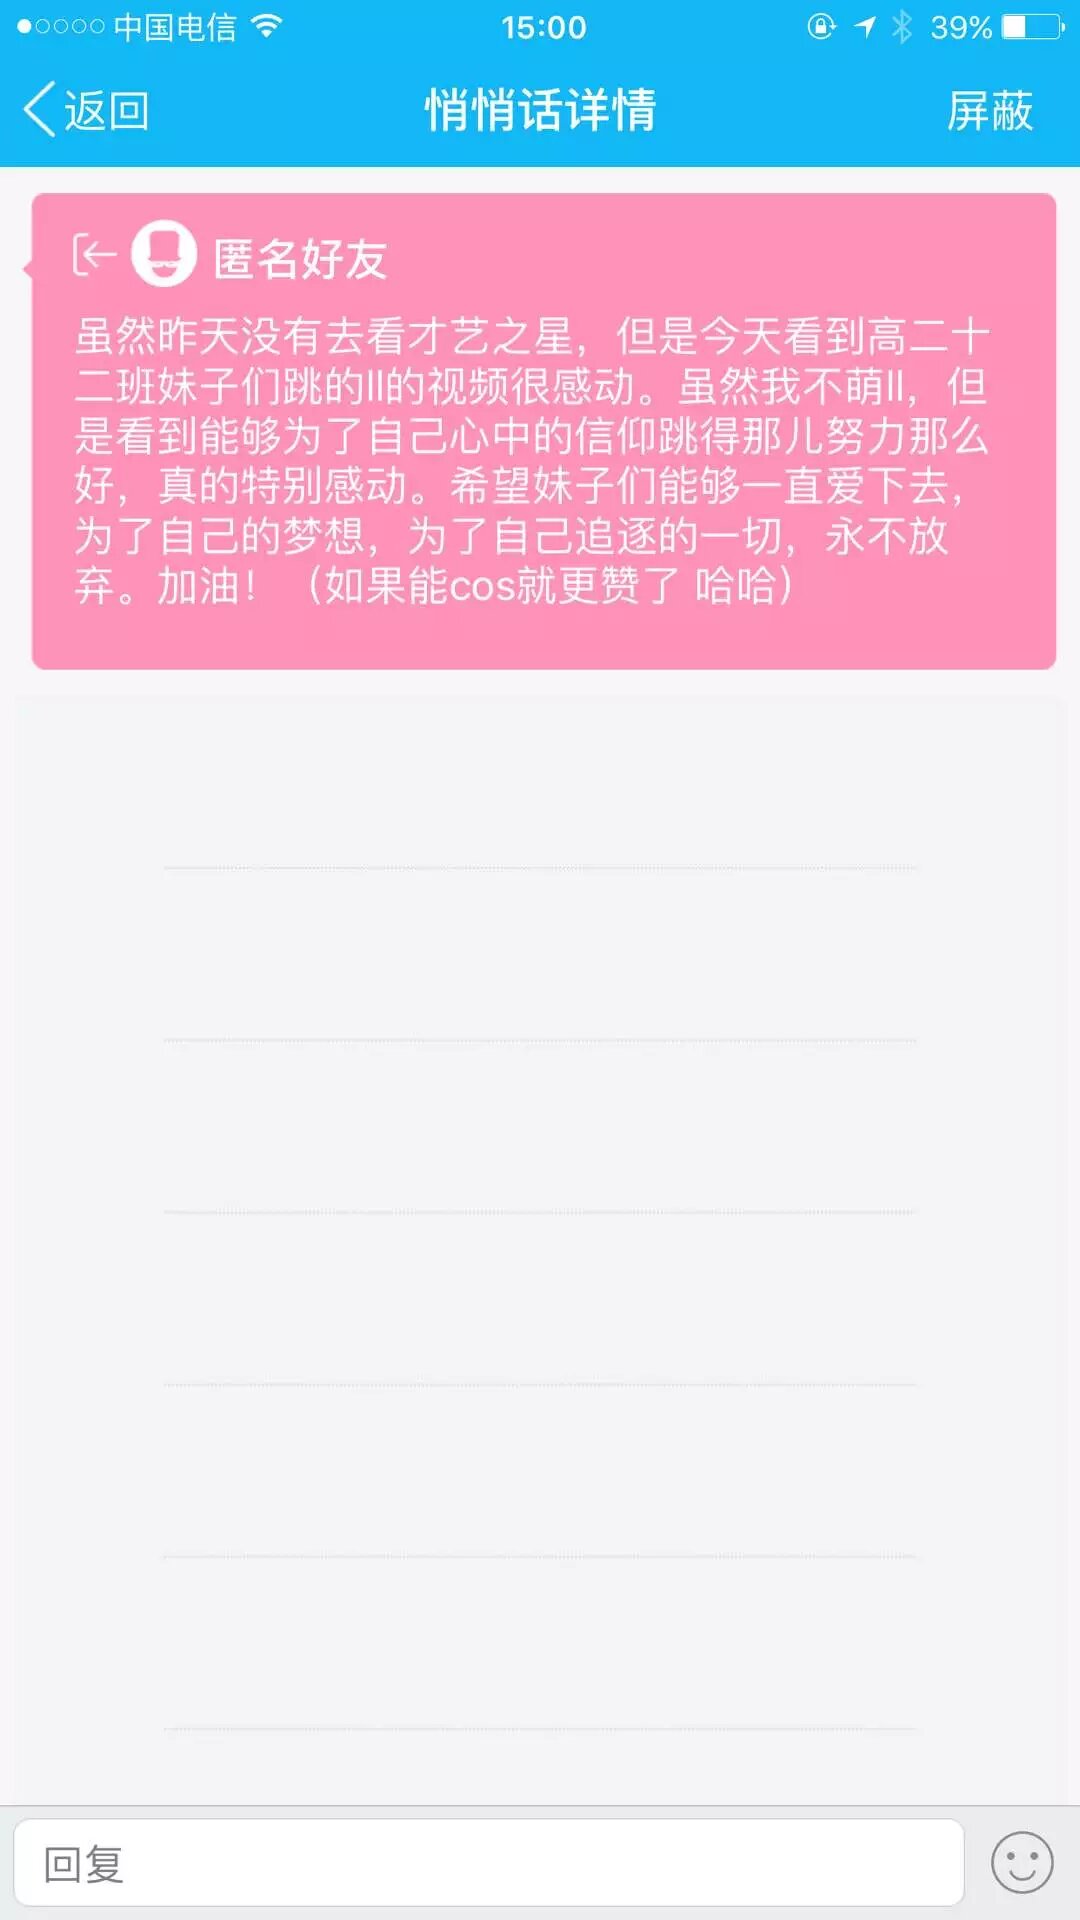 中国电信 15:00 39%
返回 悄悄话详情 屏蔽
匿名好友
虽然昨天没有去看才艺之星，但是今天看到高二十
二班妹子们跳的ll的视频很感动。虽然我不萌ll，但
是看到能够为了自己心中的信仰跳得那儿努力那么
好，真的特别感动。希望妹子们能够一直爱下去，
为了自己的梦想，为了自己追逐的一切，永不放
弃。加油！（如果能cos就更赞了 哈哈）
回复